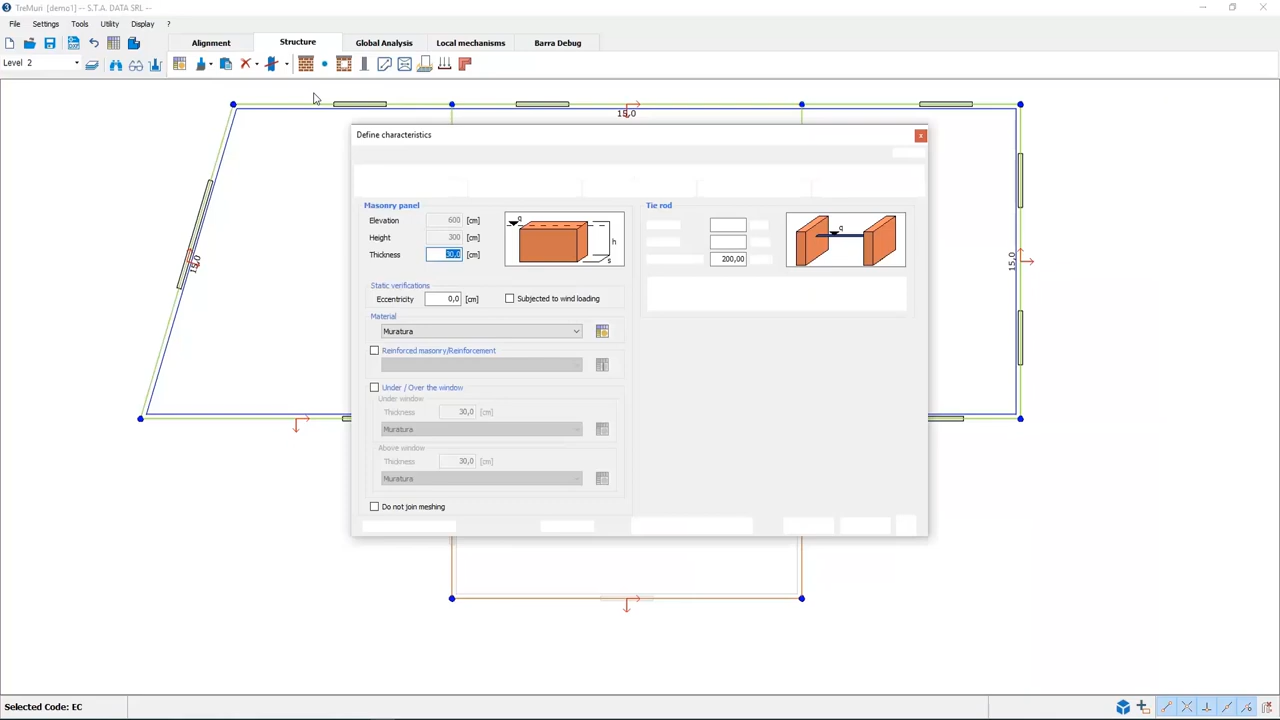 TreMuri [demo1] -- S.T.A. DATA SRL --
File Settings Tools Utility Display ?
Alignment Structure Global Analysis Local mechanisms Barra Debug
Level 2
15,0
15,0
15,0
Define characteristics
Masonry panel
Elevation 600 [cm]
Height 300 [cm]
Thickness 30,0 [cm]
q
h
s
Static verifications
Eccentricity 0,0 [cm] Subjected to wind loading
Material
Muratura
Reinforced masonry/Reinforcement
Under / Over the window
Under window
Thickness 30,0 [cm]
Muratura
Above window
Thickness 30,0 [cm]
Muratura
Do not join meshing
Tie rod
200,00
q
Selected Code: EC